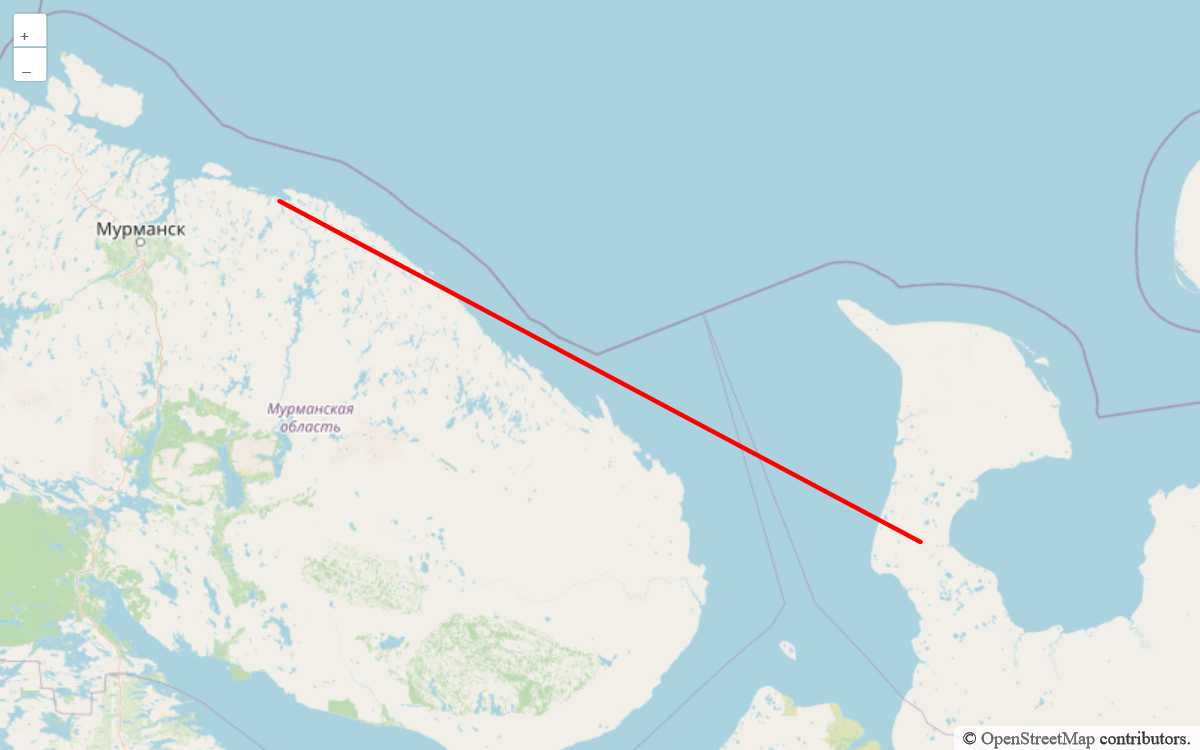 +
–
Мурманск
Мурманская
область
© OpenStreetMap contributors.